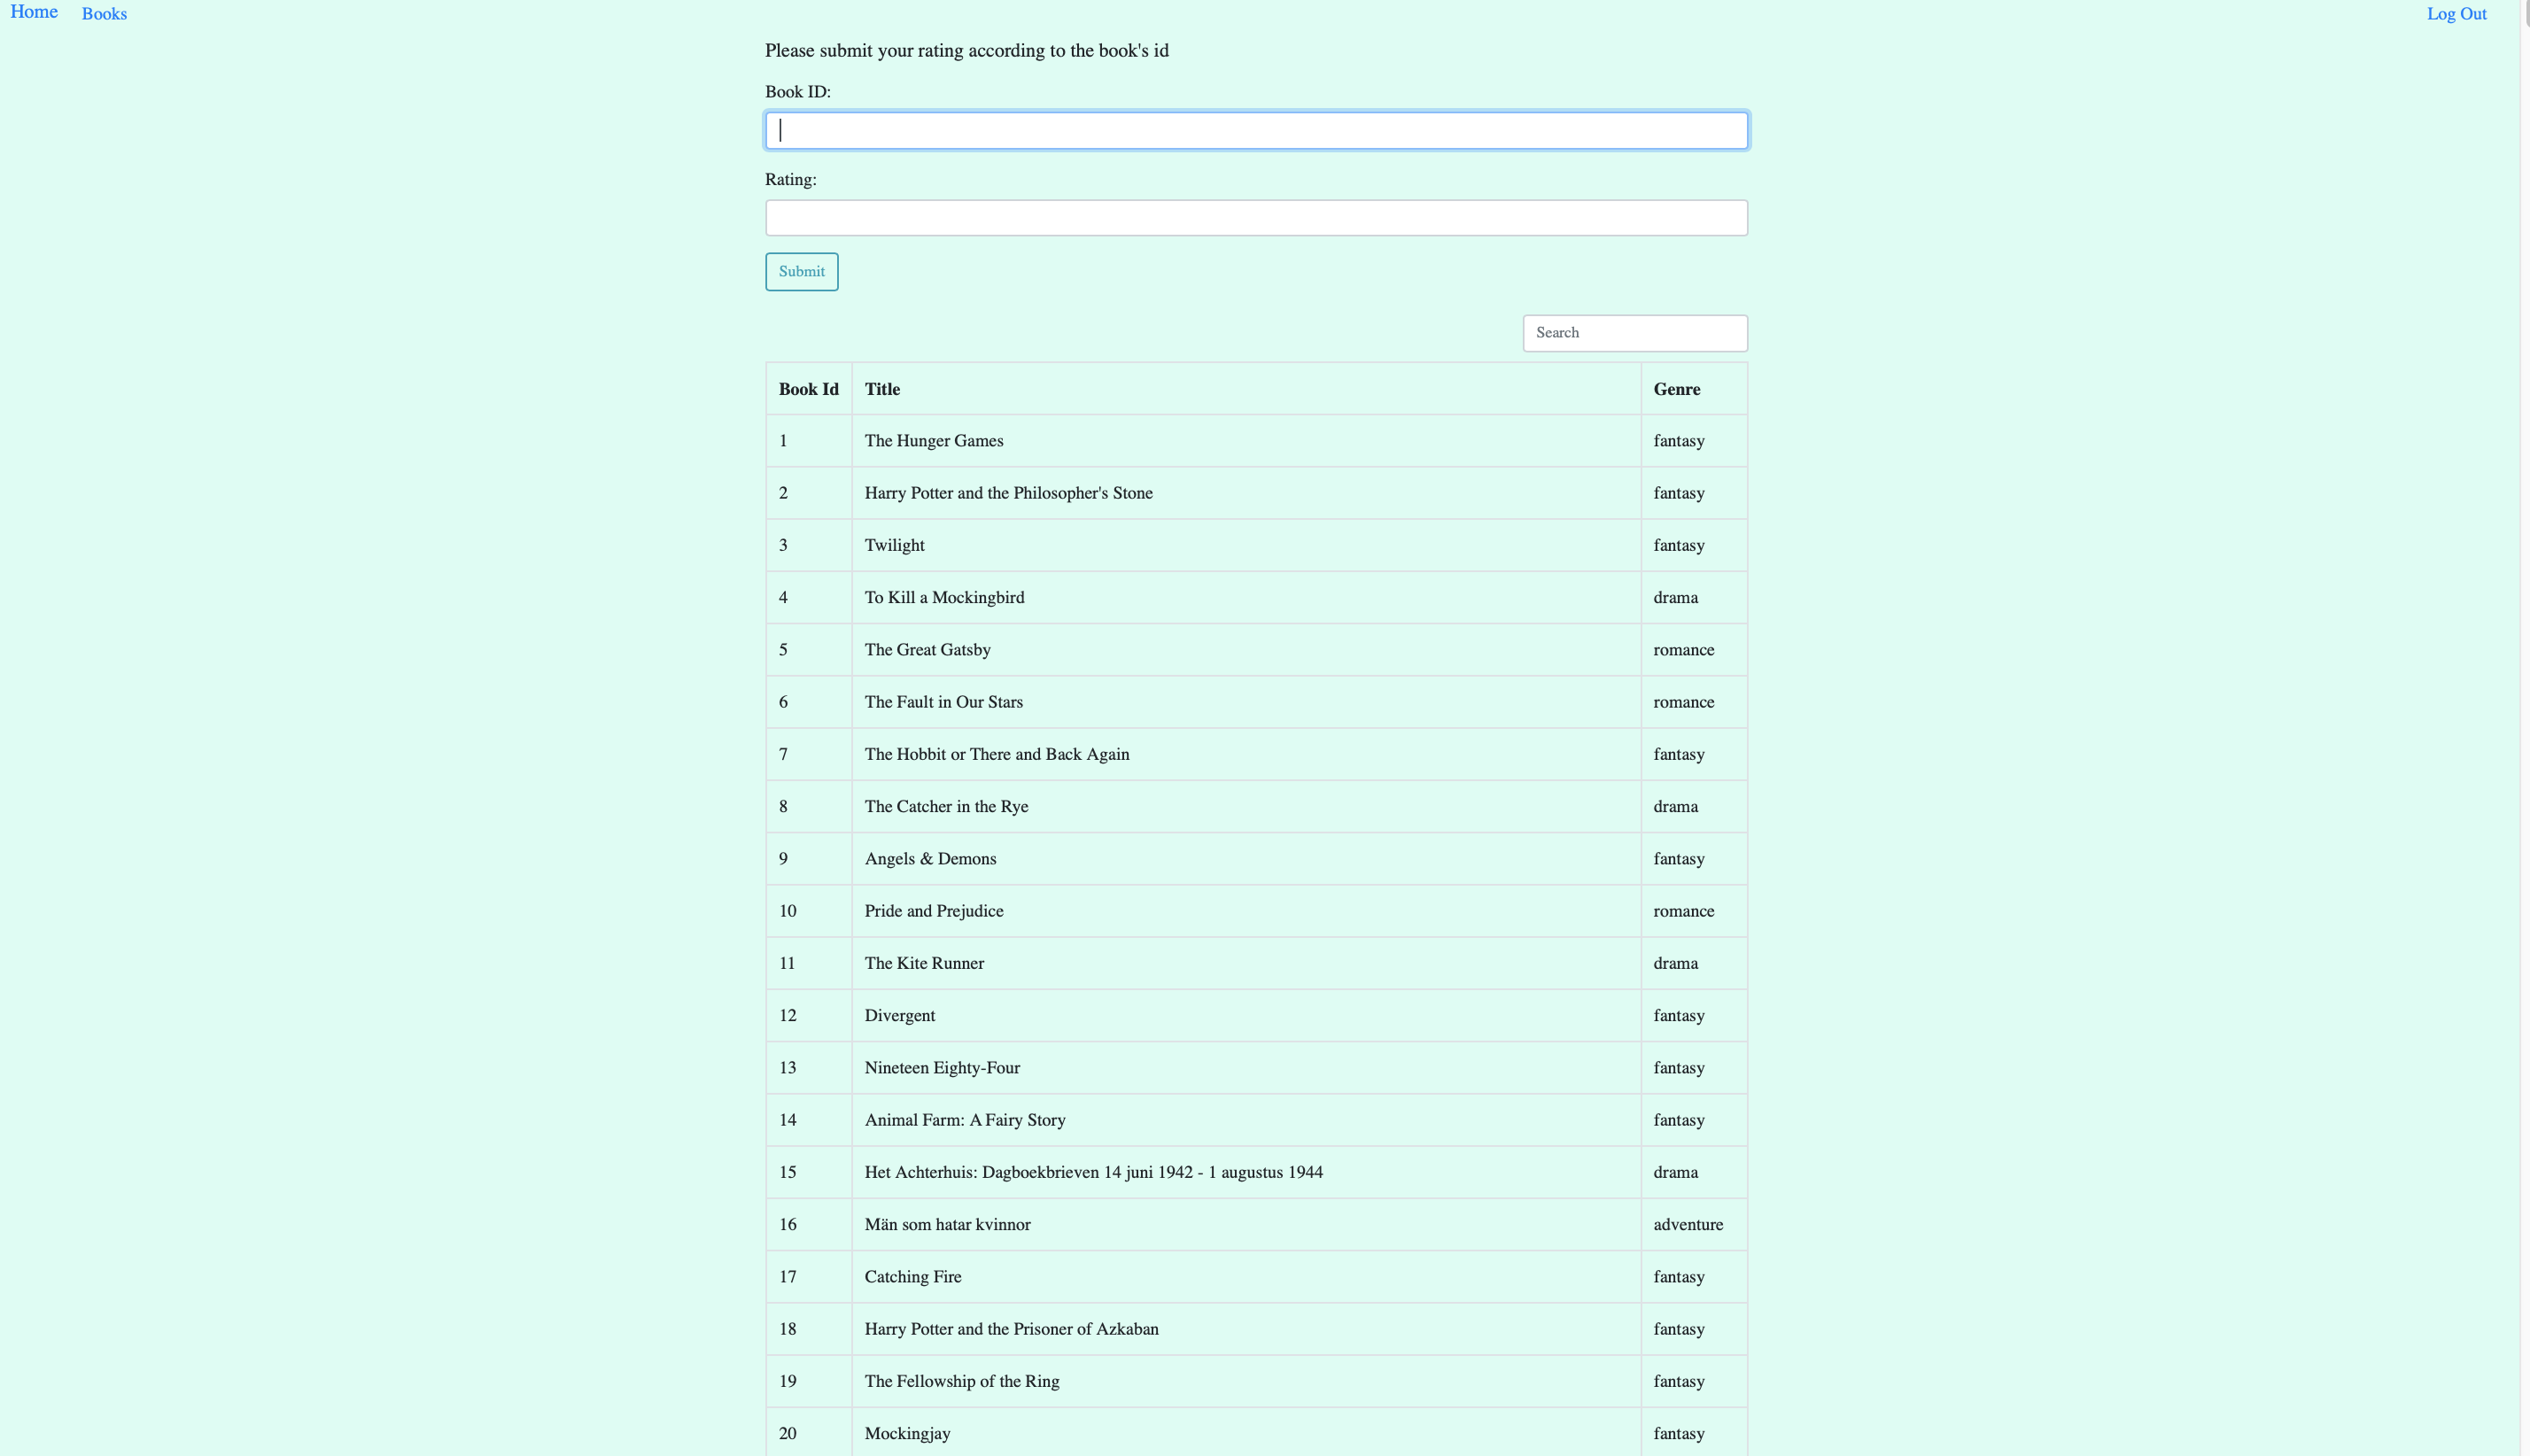 Home Books Log Out
Please submit your rating according to the book's id
Book ID:
Rating:
Submit
Search
Book Id Title Genre
1 The Hunger Games fantasy
2 Harry Potter and the Philosopher's Stone fantasy
3 Twilight fantasy
4 To Kill a Mockingbird drama
5 The Great Gatsby romance
6 The Fault in Our Stars romance
7 The Hobbit or There and Back Again fantasy
8 The Catcher in the Rye drama
9 Angels & Demons fantasy
10 Pride and Prejudice romance
11 The Kite Runner drama
12 Divergent fantasy
13 Nineteen Eighty-Four fantasy
14 Animal Farm: A Fairy Story fantasy
15 Het Achterhuis: Dagboekbrieven 14 juni 1942 - 1 augustus 1944 drama
16 Män som hatar kvinnor adventure
17 Catching Fire fantasy
18 Harry Potter and the Prisoner of Azkaban fantasy
19 The Fellowship of the Ring fantasy
20 Mockingjay fantasy